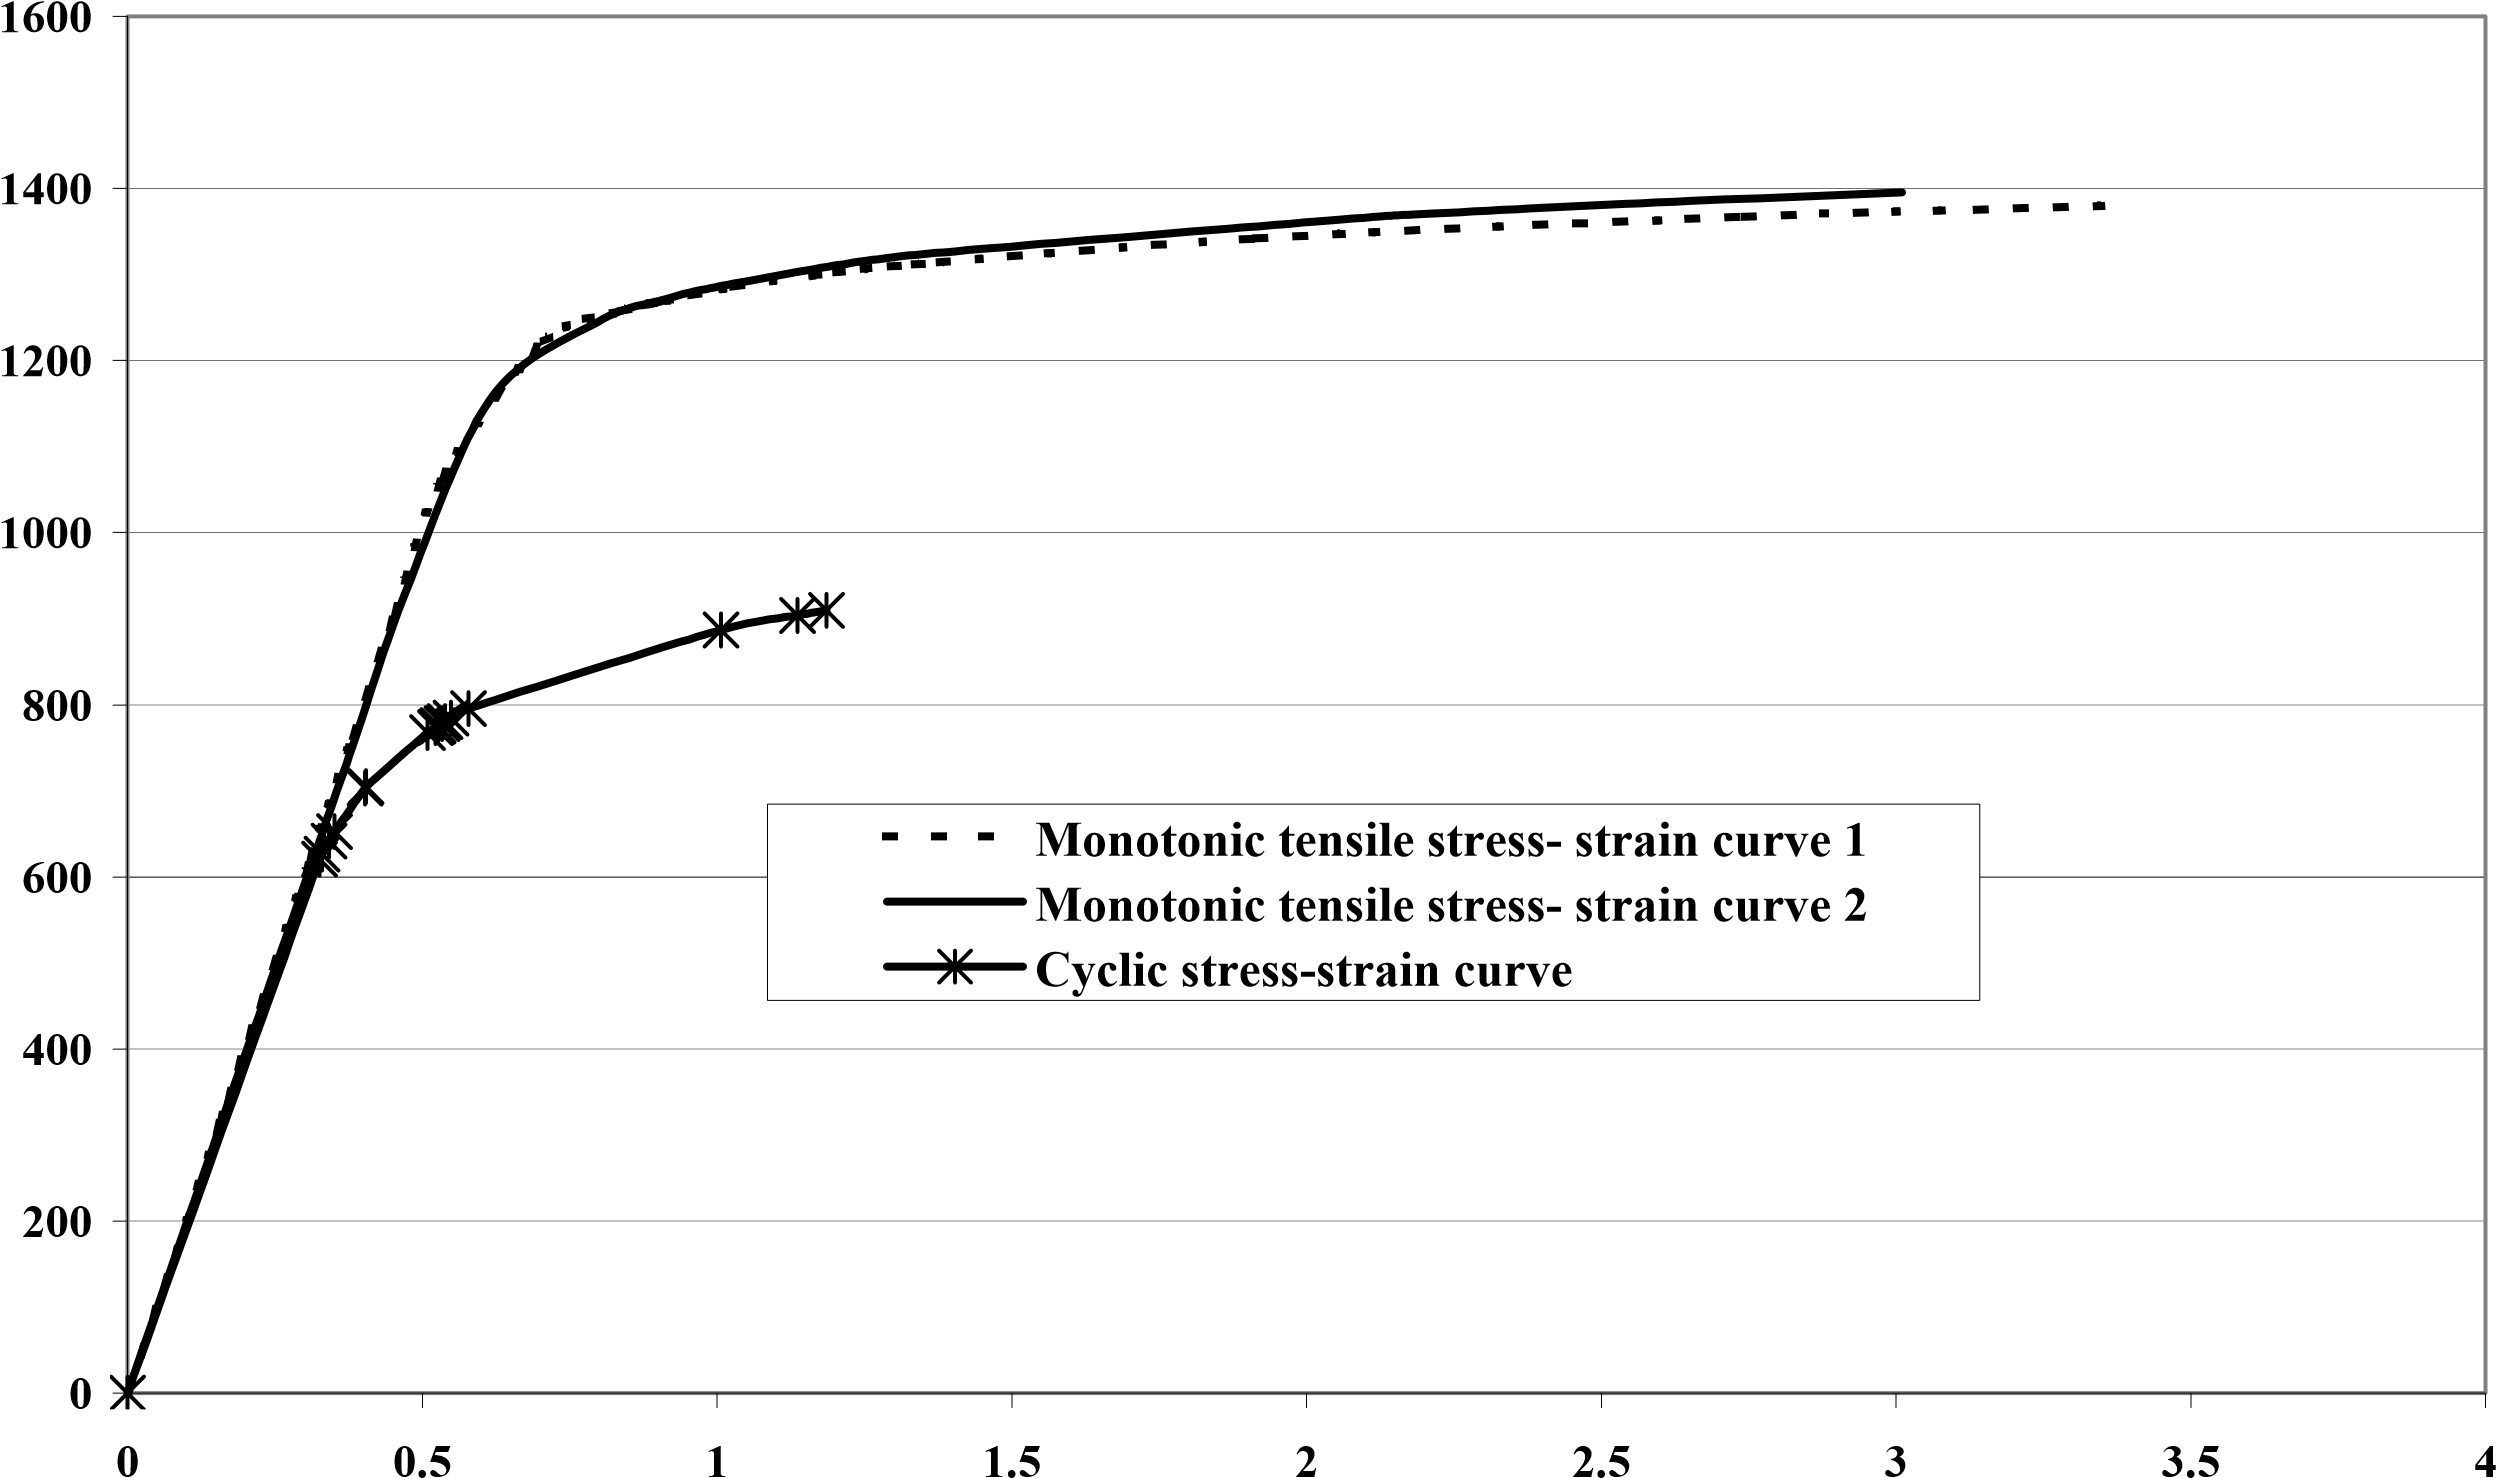 1600
1400
1200
1000
800
600
400
200
0
Monotonic tensile stress- strain curve 1
Monotonic tensile stress- strain curve 2
Cyclic stress-strain curve
0 0.5 1 1.5 2 2.5 3 3.5 4